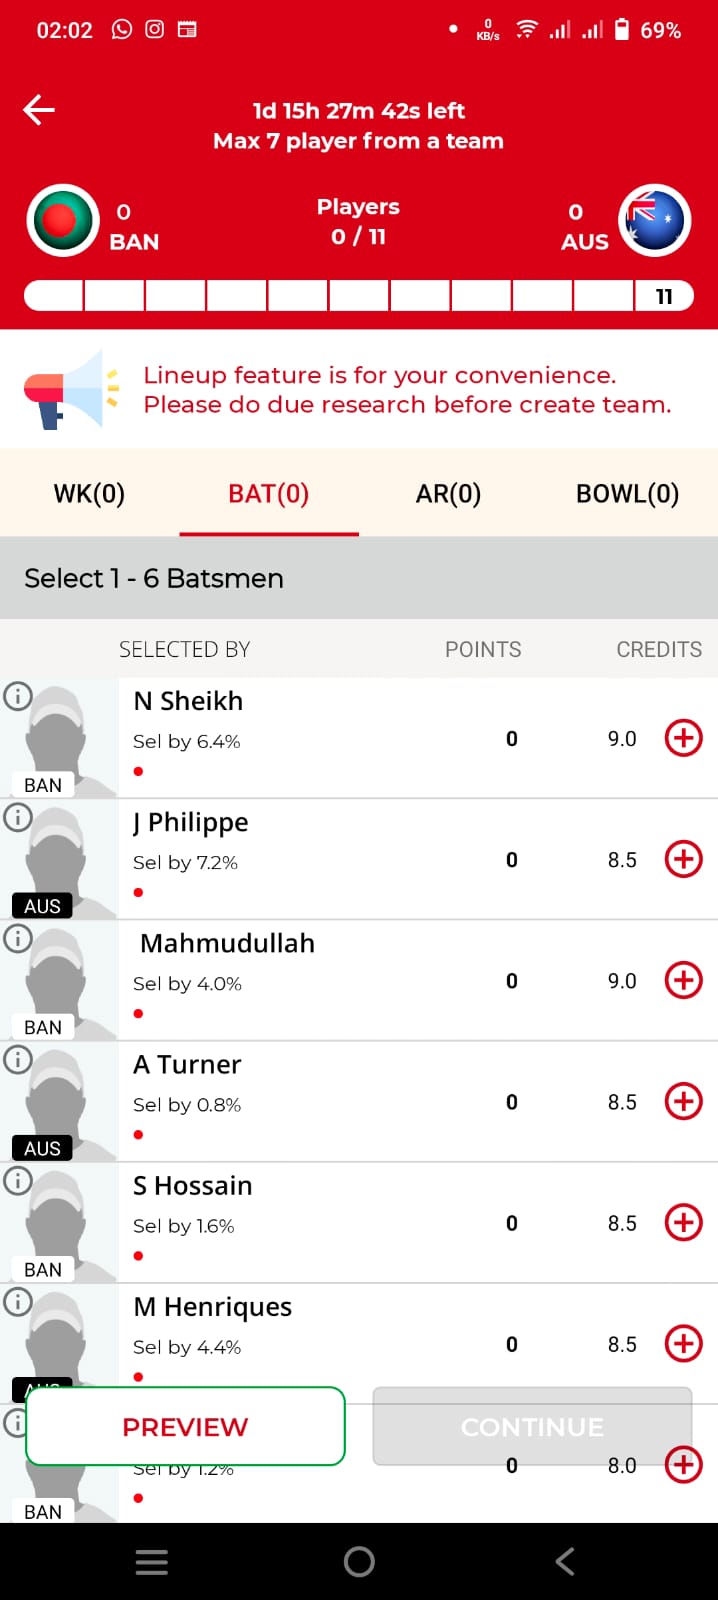 02:02
0
KB/s
69%
1d 15h 27m 42s left
Max 7 player from a team
0
BAN
Players
0 / 11
0
AUS
11
Lineup feature is for your convenience.
Please do due research before create team.
WK(0) BAT(0) AR(0) BOWL(0)
Select 1 - 6 Batsmen
SELECTED BY POINTS CREDITS
N Sheikh
Sel by 6.4%
0 9.0
BAN
J Philippe
Sel by 7.2%
0 8.5
AUS
Mahmudullah
Sel by 4.0%
0 9.0
BAN
A Turner
Sel by 0.8%
0 8.5
AUS
S Hossain
Sel by 1.6%
0 8.5
BAN
M Henriques
Sel by 4.4%
0 8.5
AUS
PREVIEW CONTINUE
Sel by 1.2%
0 8.0
BAN